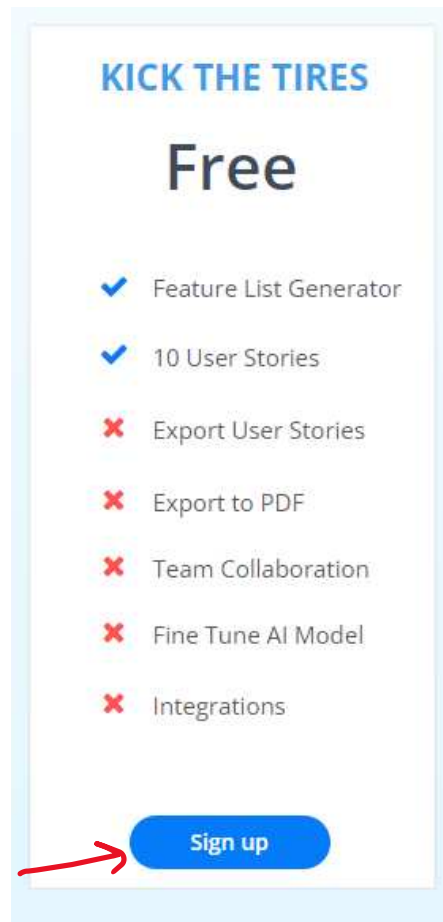 KICK THE TIRES
Free
Feature List Generator
10 User Stories
Export User Stories
Export to PDF
Team Collaboration
Fine Tune AI Model
Integrations
Sign up